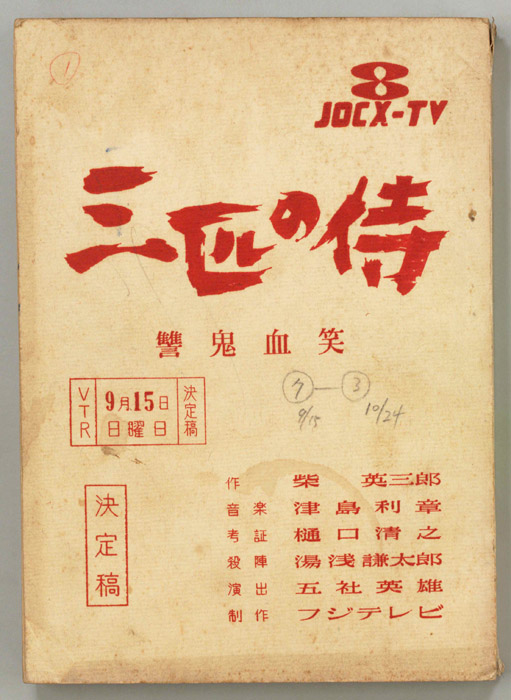 1
8
JOCX-TV
三匹の侍
讐鬼血笑
VTR 9月15日 日曜日 決定稿
⑦—③
9/15 10/24
決定稿
作 柴英三郎
音楽 津島利章
考証 樋口清之
殺陣 湯浅謙太郎
演出 五社英雄
制作 フジテレビ